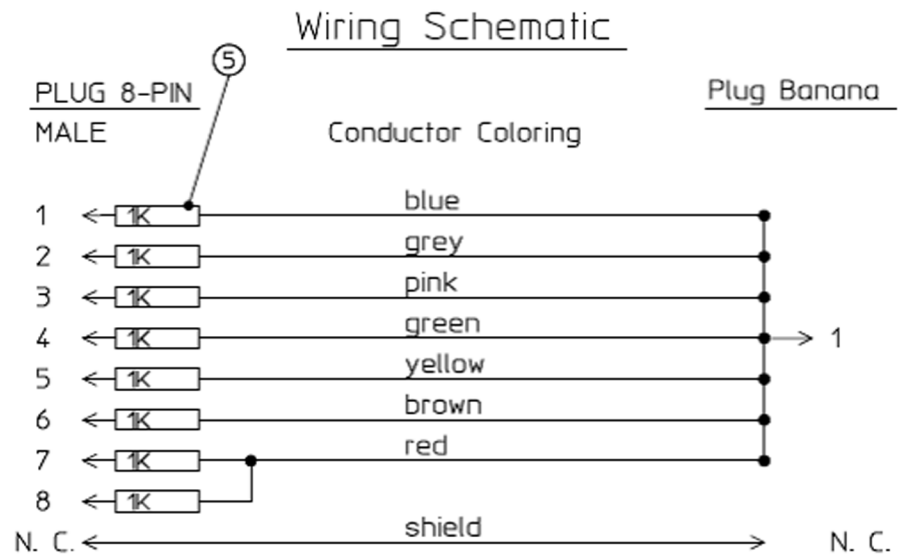 Wiring Schematic
5
PLUG 8-PIN
Plug Banana
MALE
Conductor Coloring
1 1K blue
2 1K grey
3 1K pink
4 1K green 1
5 1K yellow
6 1K brown
7 1K red
8 1K
N. C. shield N. C.